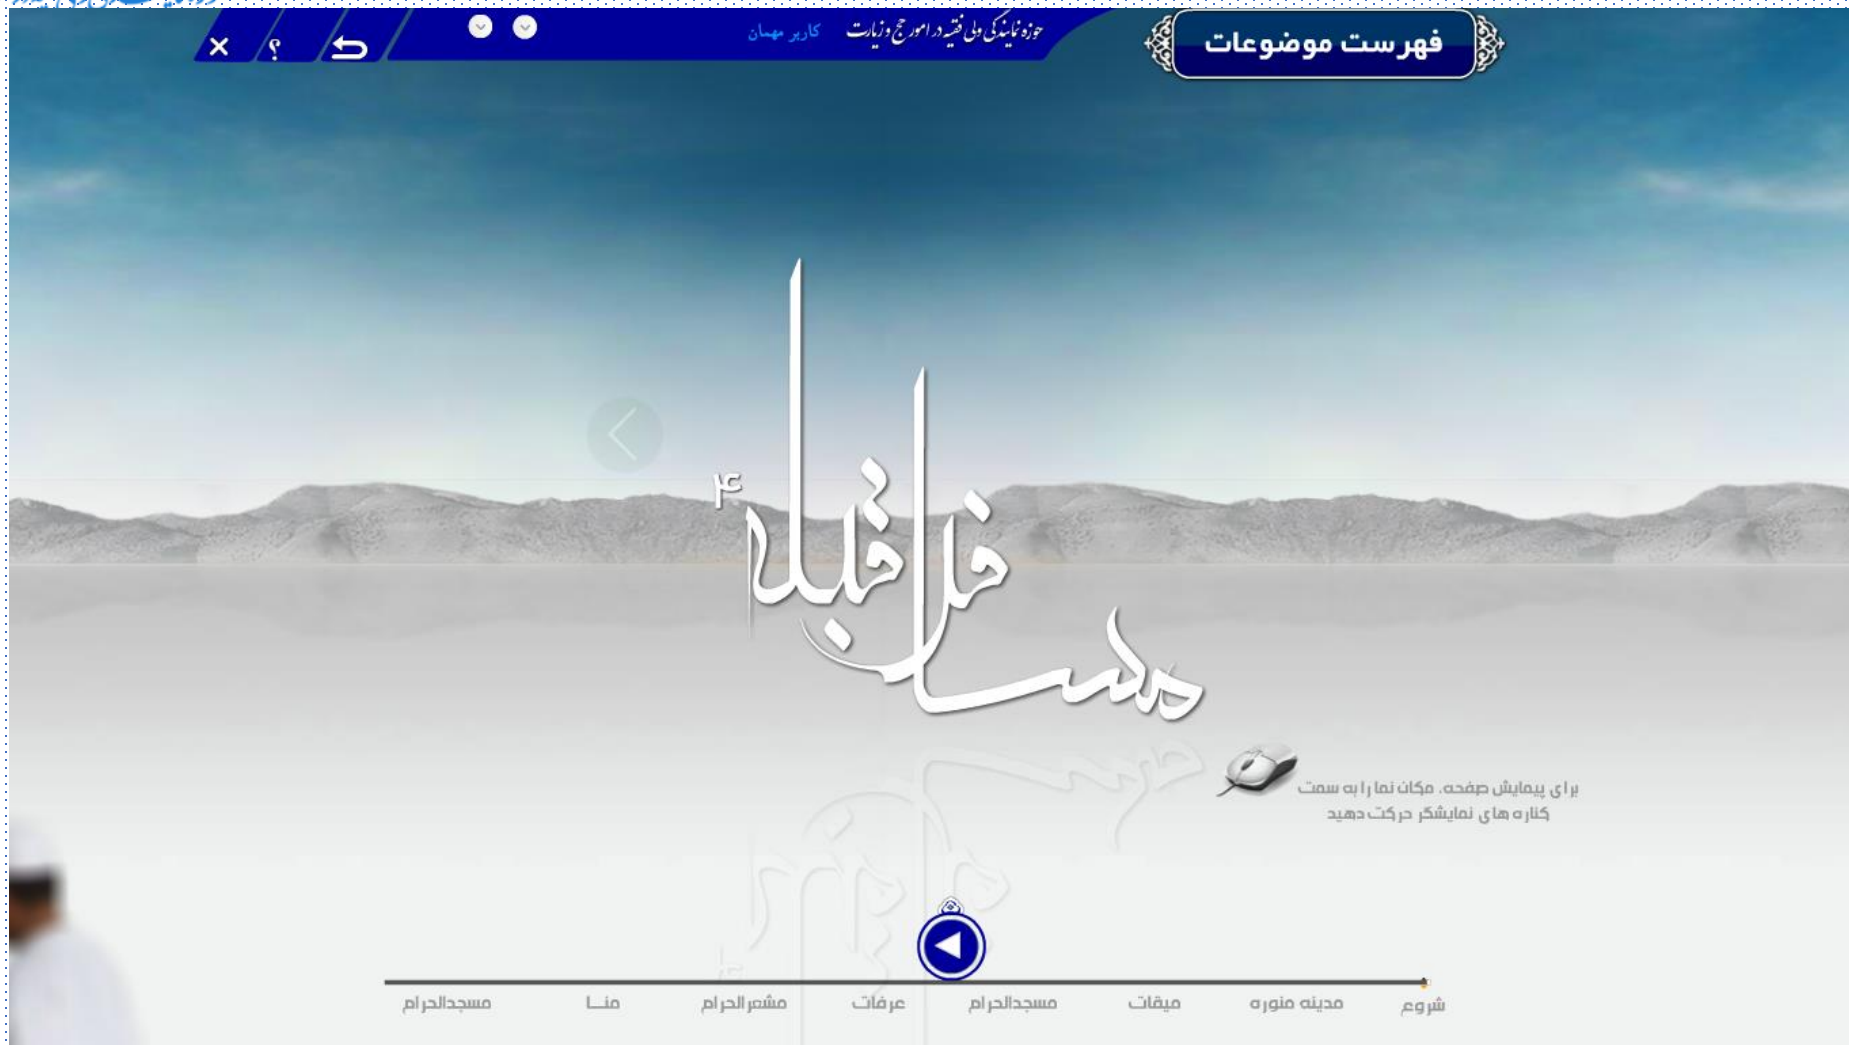 فهرست موضوعات
حوزه نمایندگی ولی فقیه در امور حج و زیارت
کاربر مهمان
؟
مسافر قبله ۴
برای پیمایش صفحه، مکان نما را به سمت
کناره های نمایشگر حرکت دهید
شروع
مدینه منوره
میقات
مسجدالحرام
عرفات
مشعرالحرام
منا
مسجدالحرام